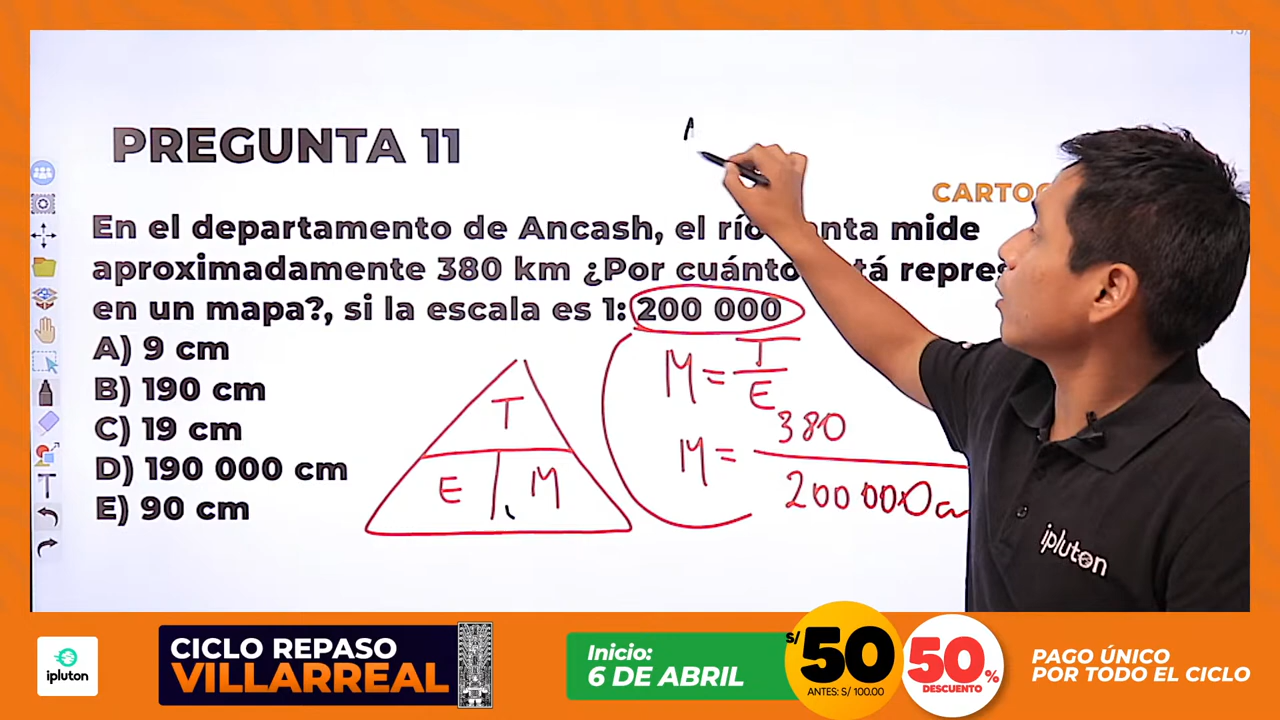 PREGUNTA 11
CARTOG
En el departamento de Ancash, el río Santa mide
aproximadamente 380 km ¿Por cuánto está repres
en un mapa?, si la escala es 1: 200 000
A) 9 cm
B) 190 cm
C) 19 cm
D) 190 000 cm
E) 90 cm
T
E M
M = T
E
M = 380
200 000 cm
ipluton
ipluton
CICLO REPASO
VILLARREAL
Inicio:
6 DE ABRIL
S/ 50
ANTES: S/ 100.00
50%
DESCUENTO
PAGO ÚNICO
POR TODO EL CICLO